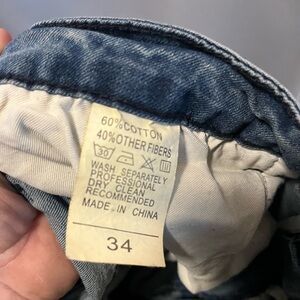 60%COTTON
40%OTHER FIBERS
30
WASH SEPARATELY
PROFESSIONAL
DRY CLEAN
RECOMMENDED
MADE IN CHINA
34